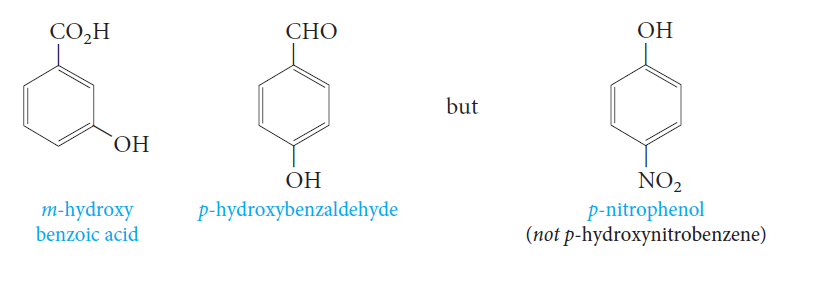 CO₂H
OH
m-hydroxy
benzoic acid
CHO
OH
p-hydroxybenzaldehyde
but
OH
NO₂
p-nitrophenol
(not p-hydroxynitrobenzene)